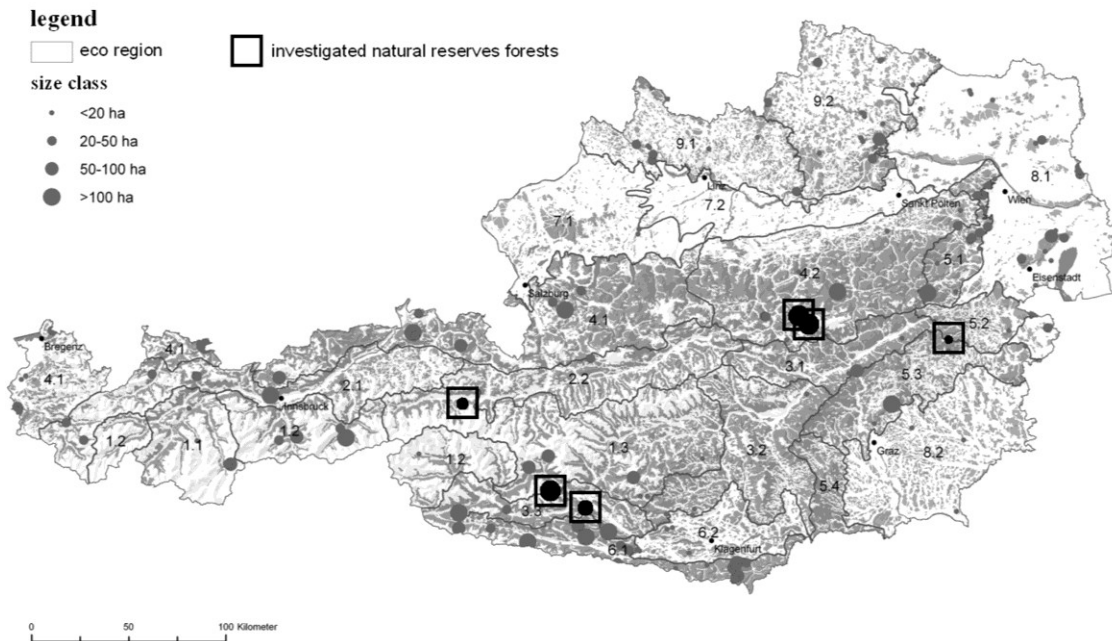 legend
eco region
investigated natural reserves forests
size class
<20 ha
20-50 ha
50-100 ha
>100 ha
9.2
9.1
8.1
Linz
7.2
Sankt Pölten
Wien
7.1
4.2
5.1
Eisenstadt
Salzburg
4.1
5.2
Bregenz
4.1
3.1
5.3
4.1
2.1
2.2
Innsbruck
1.2
1.1
1.2
1.2
1.3
3.2
Graz
8.2
5.4
3.3
6.2
6.1
Klagenfurt
0 50 100 Kilometer